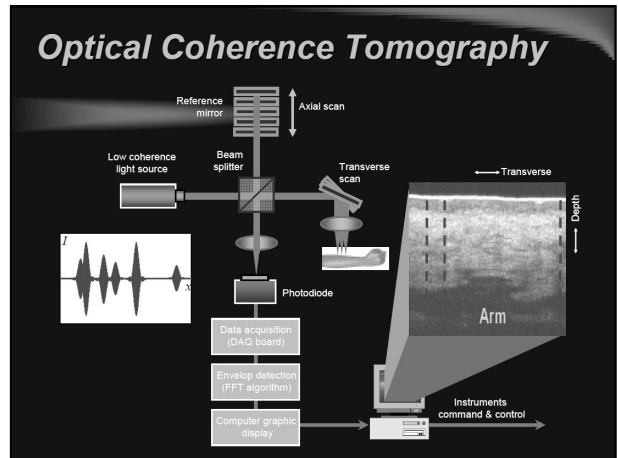 Optical Coherence Tomography
Reference
mirror
Axial scan
Low coherence
light source
Beam
splitter
Transverse
scan
Transverse
Depth
I
x
Photodiode
Arm
Data acquisition
(DAQ board)
Envelop detection
(FFT algorithm)
Computer graphic
display
Instruments
command & control